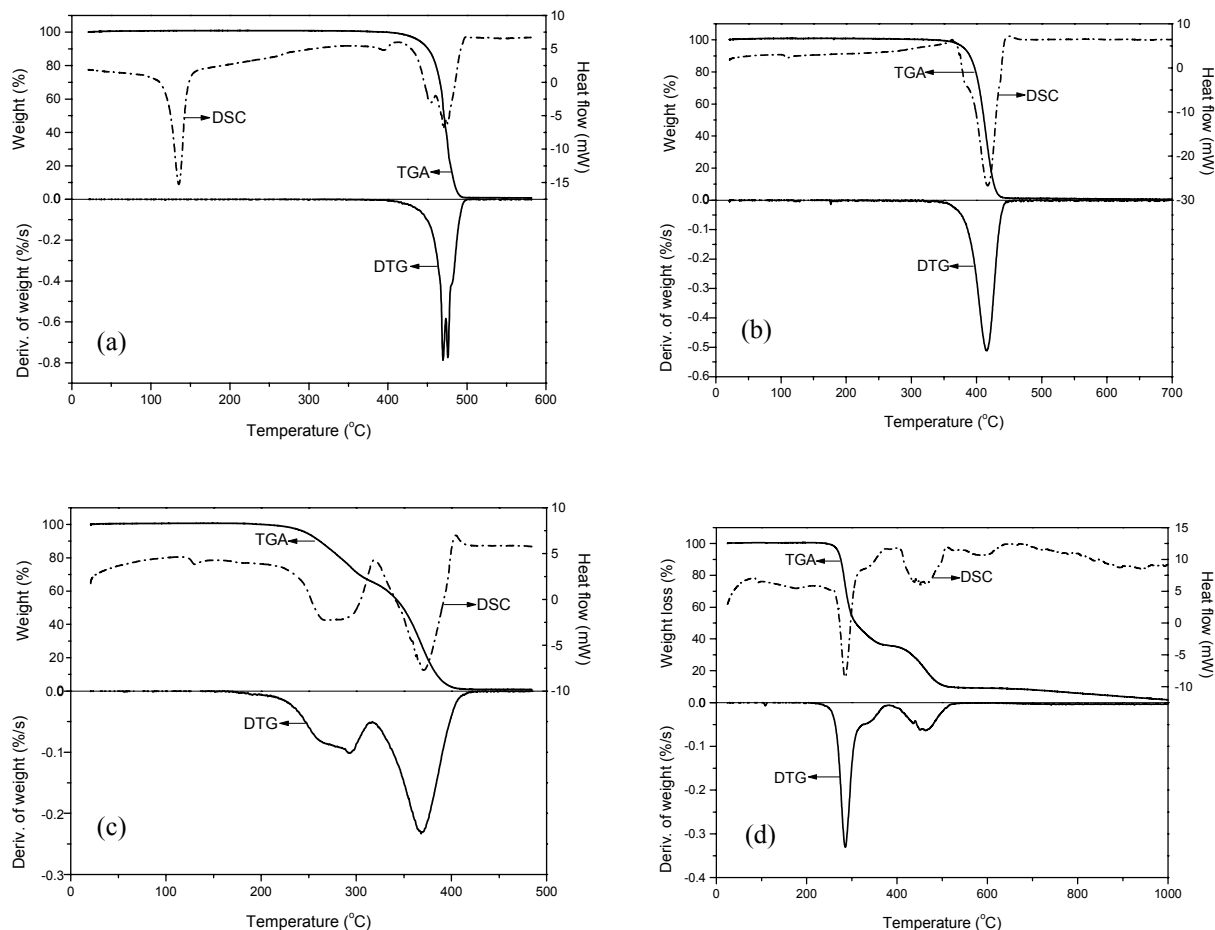 100
80
60
40
20
0.0
-0.2
-0.4
-0.6
-0.8
Weight (%)
Deriv. of weight (%/s)
10
5
0
-5
-10
-15
Heat flow (mW)
DSC
TGA
DTG
(a)
0 100 200 300 400 500 600
Temperature (°C)
100
80
60
40
20
0.0
-0.1
-0.2
-0.3
-0.4
-0.5
-0.6
Weight (%)
Deriv. of weight (%/s)
10
0
-10
-20
-30
Heat flow (mW)
TGA
DSC
DTG
(b)
0 100 200 300 400 500 600 700
Temperature (°C)
100
80
60
40
20
0.0
-0.1
-0.2
-0.3
Weight (%)
Deriv. of weight (%/s)
10
5
0
-5
-10
Heat flow (mW)
TGA
DSC
DTG
(c)
0 100 200 300 400 500
Temperature (°C)
100
80
60
40
20
0.0
-0.1
-0.2
-0.3
-0.4
Weight loss (%)
Deriv. of weight (%/s)
15
10
5
0
-5
-10
Heat flow (mW)
TGA
DSC
DTG
(d)
0 200 400 600 800 1000
Temperature (°C)